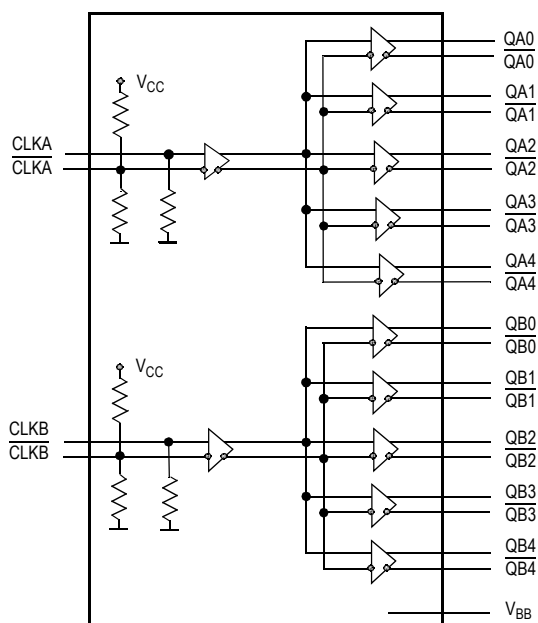 QA0
QA0
VCC
QA1
QA1
CLKA
CLKA
QA2
QA2
QA3
QA3
QA4
QA4
QB0
QB0
VCC
QB1
QB1
CLKB
CLKB
QB2
QB2
QB3
QB3
QB4
QB4
VBB